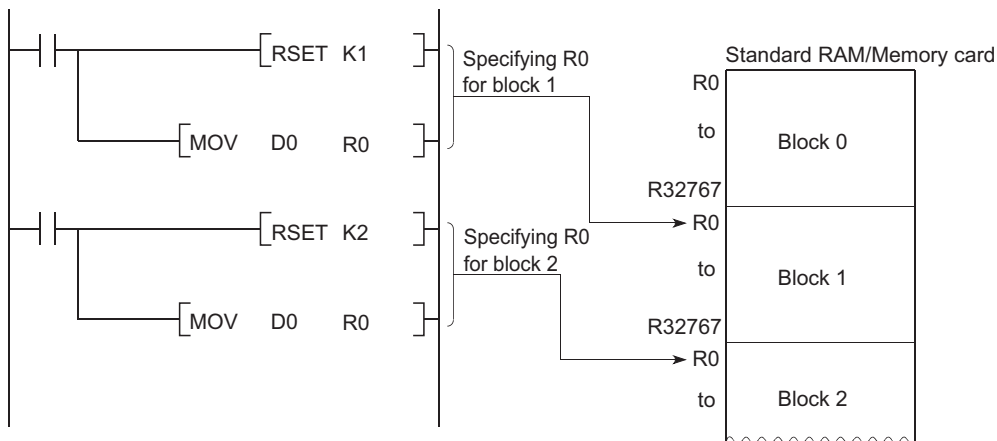 RSET K1
MOV D0 R0
Specifying R0
for block 1
RSET K2
MOV D0 R0
Specifying R0
for block 2
Standard RAM/Memory card
R0
to
Block 0
R32767
R0
to
Block 1
R32767
R0
to
Block 2